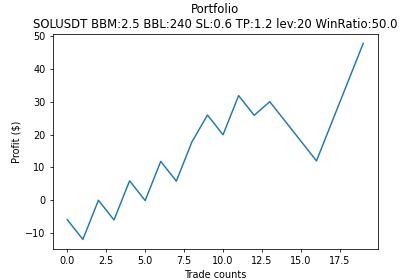 Portfolio
SOLUSDT BBM:2.5 BBL:240 SL:0.6 TP:1.2 lev:20 WinRatio:50.0
50
40
30
20
10
0
−10
Profit ($)
0.0 2.5 5.0 7.5 10.0 12.5 15.0 17.5
Trade counts